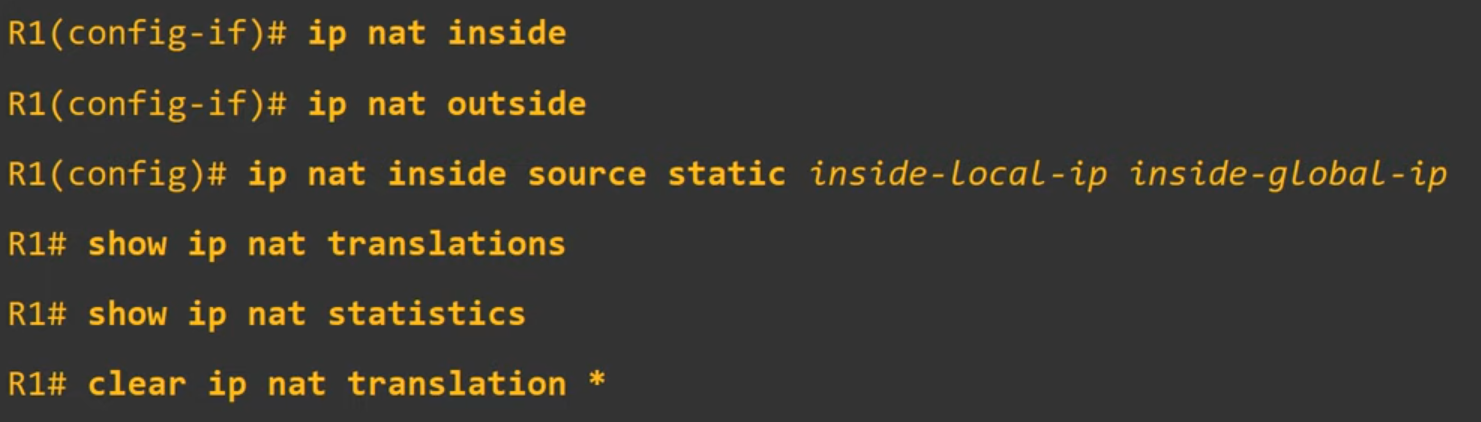 R1(config-if)# ip nat inside
R1(config-if)# ip nat outside
R1(config)# ip nat inside source static inside-local-ip inside-global-ip
R1# show ip nat translations
R1# show ip nat statistics
R1# clear ip nat translation *